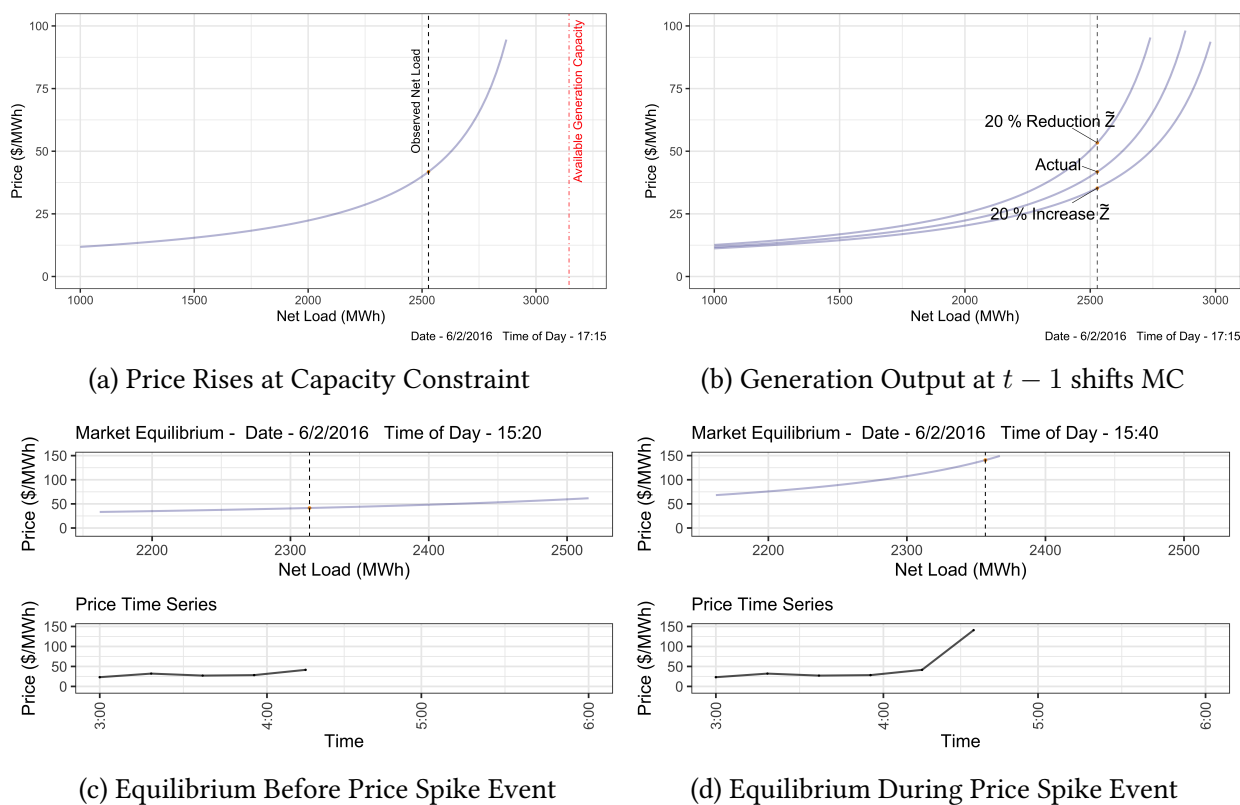 100
75
50
25
0
Price ($/MWh)
Observed Net Load
Available Generation Capacity
1000
1500
2000
2500
3000
Net Load (MWh)
Date - 6/2/2016 Time of Day - 17:15
(a) Price Rises at Capacity Constraint
100
75
50
25
0
Price ($/MWh)
20 % Reduction Z̃
Actual
20 % Increase Z̃
1000
1500
2000
2500
3000
Net Load (MWh)
Date - 6/2/2016 Time of Day - 17:15
(b) Generation Output at t − 1 shifts MC
Market Equilibrium - Date - 6/2/2016 Time of Day - 15:20
150
100
50
0
Price ($/MWh)
2200
2300
2400
2500
Net Load (MWh)
Price Time Series
150
100
50
0
Price ($/MWh)
3:00
4:00
5:00
6:00
Time
(c) Equilibrium Before Price Spike Event
Market Equilibrium - Date - 6/2/2016 Time of Day - 15:40
150
100
50
0
Price ($/MWh)
2200
2300
2400
2500
Net Load (MWh)
Price Time Series
150
100
50
0
Price ($/MWh)
3:00
4:00
5:00
6:00
Time
(d) Equilibrium During Price Spike Event